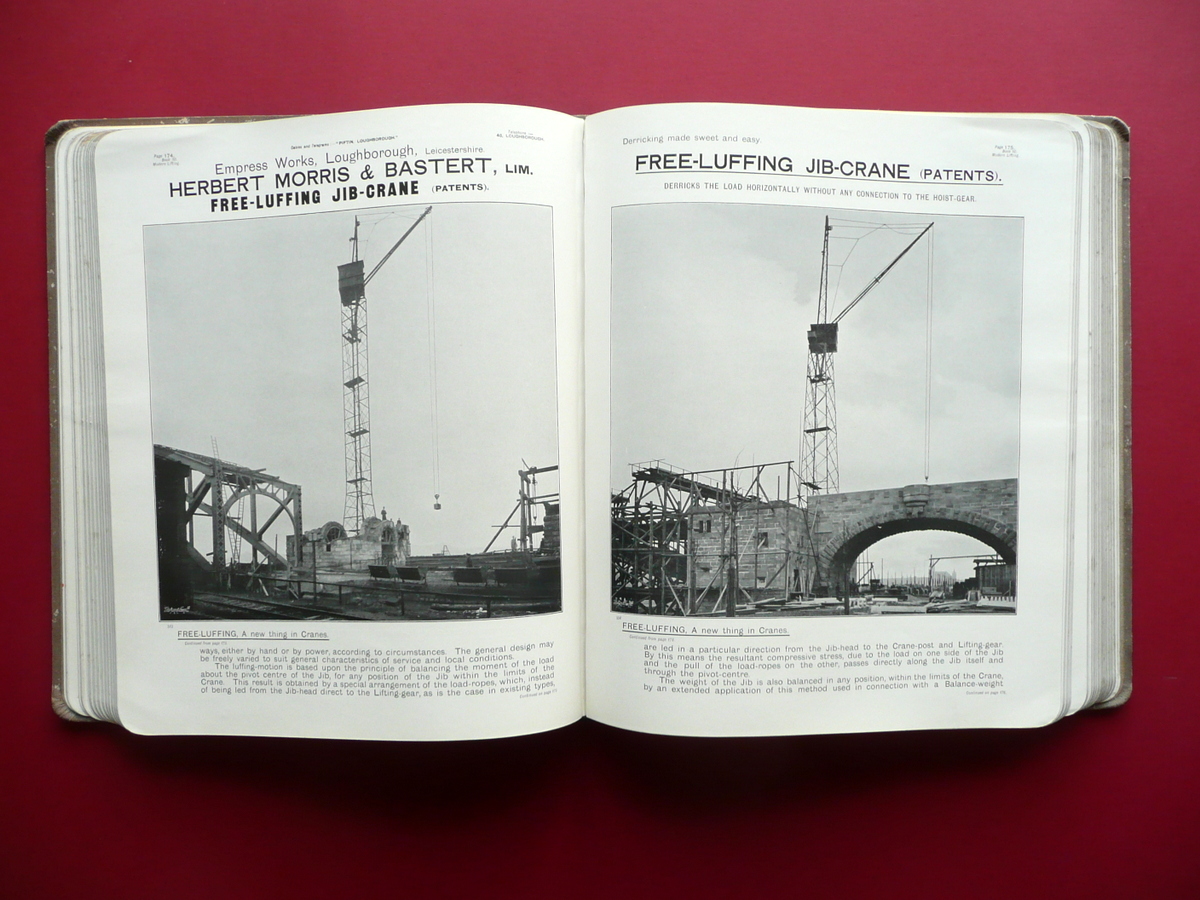 "PIFTIN, LOUGHBOROUGH."
Empress Works, Loughborough, Leicestershire.
HERBERT MORRIS & BASTERT, LIM.
FREE-LUFFING JIB-CRANE (PATENTS).
FREE-LUFFING, A new thing in Cranes.
ways, either by hand or by power, according to circumstances. The general design may
be freely varied to suit general characteristics of service and local conditions.
The luffing-motion is based upon the principle of balancing the moment of the load
about the pivot centre of the Jib, for any position of the Jib within the limits of the
Crane. This result is obtained by a special arrangement of the load-ropes, which, instead
of being led from the Jib-head direct to the Lifting-gear, as is the case in existing types,
Derricking made sweet and easy.
FREE-LUFFING JIB-CRANE (PATENTS).
DERRICKS THE LOAD HORIZONTALLY WITHOUT ANY CONNECTION TO THE HOIST-GEAR.
FREE-LUFFING, A new thing in Cranes.
are led in a particular direction from the Jib-head to the Crane-post and Lifting-gear.
By this means the resultant compressive stress, due to the load on one side of the Jib
and the pull of the load-ropes on the other, passes directly along the Jib itself and
through the pivot-centre.
The weight of the Jib is also balanced in any position, within the limits of the Crane,
by an extended application of this method used in connection with a Balance-weight